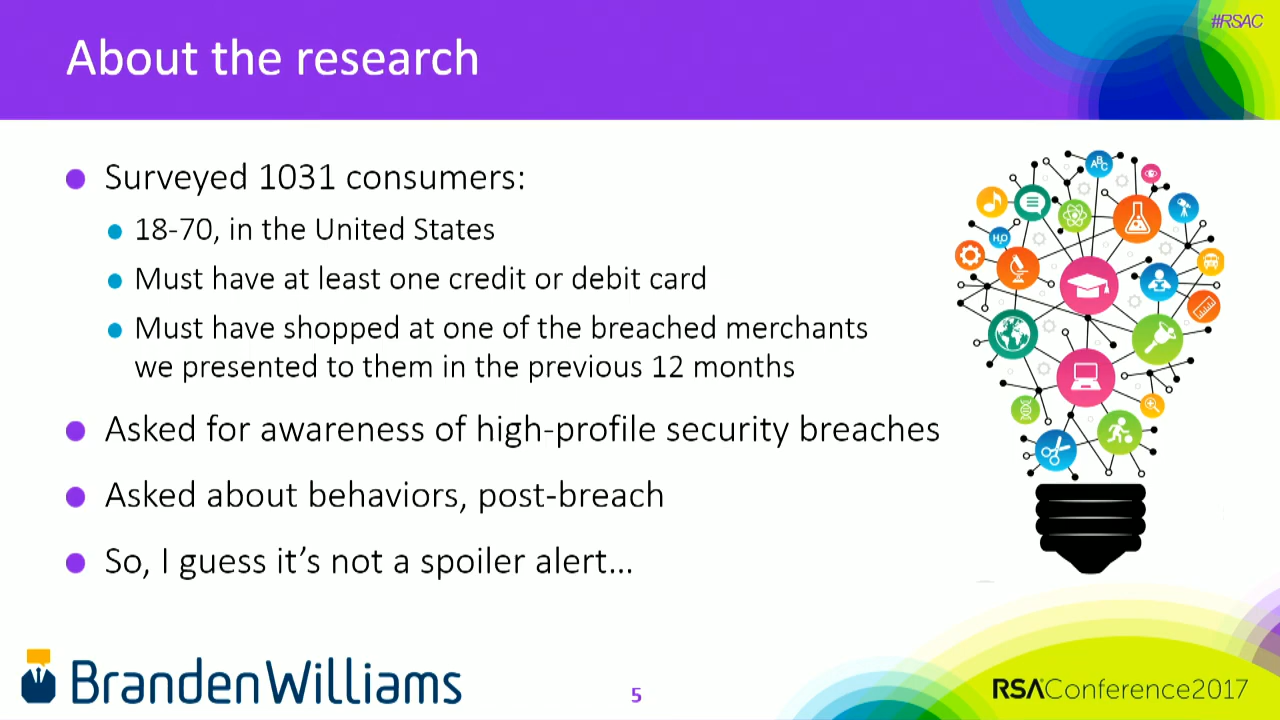 #RSAC
About the research
Surveyed 1031 consumers:
18-70, in the United States
Must have at least one credit or debit card
Must have shopped at one of the breached merchants
we presented to them in the previous 12 months
Asked for awareness of high-profile security breaches
Asked about behaviors, post-breach
So, I guess it’s not a spoiler alert…
ABC
H₂O
BrandenWilliams
5
RSAConference2017